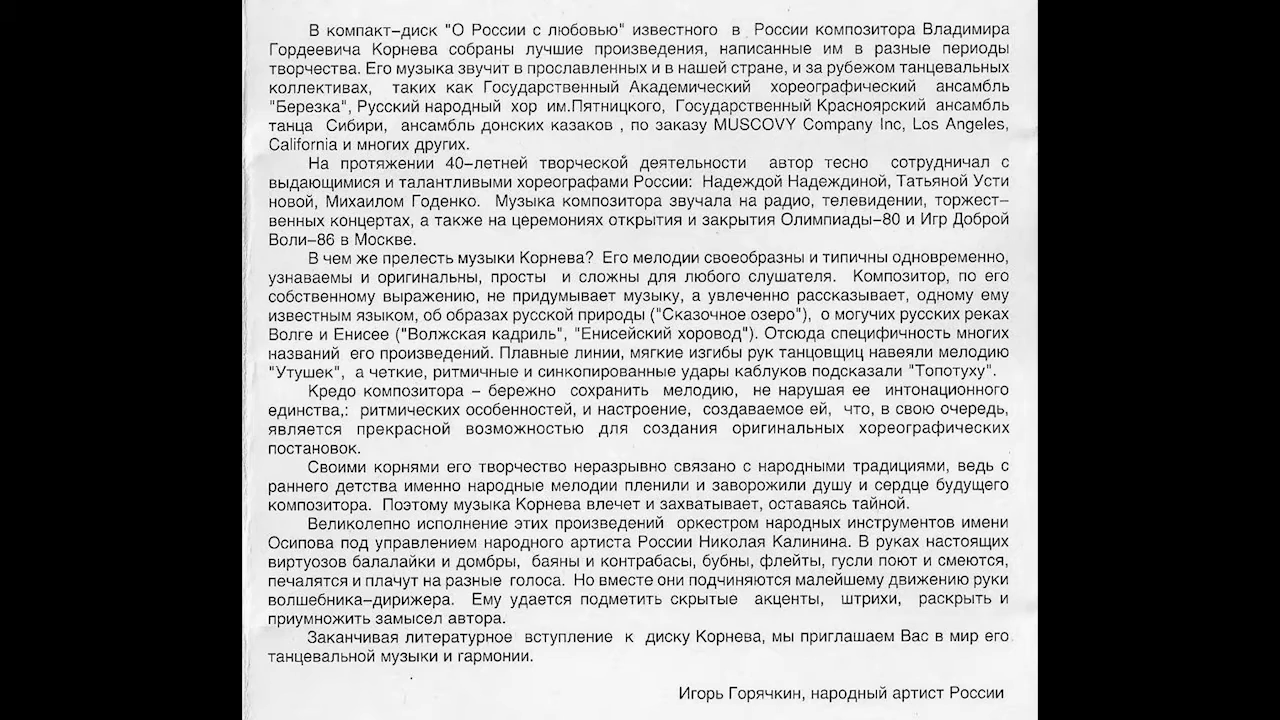 В компакт–диск "О России с любовью" известного в России композитора Владимира
Гордеевича Корнева собраны лучшие произведения, написанные им в разные периоды
творчества. Его музыка звучит в прославленных и в нашей стране, и за рубежом танцевальных
коллективах, таких как Государственный Академический хореографический ансамбль
"Березка", Русский народный хор им.Пятницкого, Государственный Красноярский ансамбль
танца Сибири, ансамбль донских казаков , по заказу MUSCOVY Company Inc, Los Angeles,
California и многих других.
На протяжении 40–летней творческой деятельности автор тесно сотрудничал с
выдающимися и талантливыми хореографами России: Надеждой Надеждиной, Татьяной Усти
новой, Михаилом Годенко. Музыка композитора звучала на радио, телевидении, торжест–
венных концертах, а также на церемониях открытия и закрытия Олимпиады–80 и Игр Доброй
Воли–86 в Москве.
В чем же прелесть музыки Корнева? Его мелодии своеобразны и типичны одновременно,
узнаваемы и оригинальны, просты и сложны для любого слушателя. Композитор, по его
собственному выражению, не придумывает музыку, а увлеченно рассказывает, одному ему
известным языком, об образах русской природы ("Сказочное озеро"), о могучих русских реках
Волге и Енисее ("Волжская кадриль", "Енисейский хоровод"). Отсюда специфичность многих
названий его произведений. Плавные линии, мягкие изгибы рук танцовщиц навеяли мелодию
"Утушек", а четкие, ритмичные и синкопированные удары каблуков подсказали "Топотуху".
Кредо композитора – бережно сохранить мелодию, не нарушая ее интонационного
единства,: ритмических особенностей, и настроение, создаваемое ей, что, в свою очередь,
является прекрасной возможностью для создания оригинальных хореографических
постановок.
Своими корнями его творчество неразрывно связано с народными традициями, ведь с
раннего детства именно народные мелодии пленили и заворожили душу и сердце будущего
композитора. Поэтому музыка Корнева влечет и захватывает, оставаясь тайной.
Великолепно исполнение этих произведений оркестром народных инструментов имени
Осипова под управлением народного артиста России Николая Калинина. В руках настоящих
виртуозов балалайки и домбры, баяны и контрабасы, бубны, флейты, гусли поют и смеются,
печалятся и плачут на разные голоса. Но вместе они подчиняются малейшему движению руки
волшебника–дирижера. Ему удается подметить скрытые акценты, штрихи, раскрыть и
приумножить замысел автора.
Заканчивая литературное вступление к диску Корнева, мы приглашаем Вас в мир его
танцевальной музыки и гармонии.
Игорь Горячкин, народный артист России